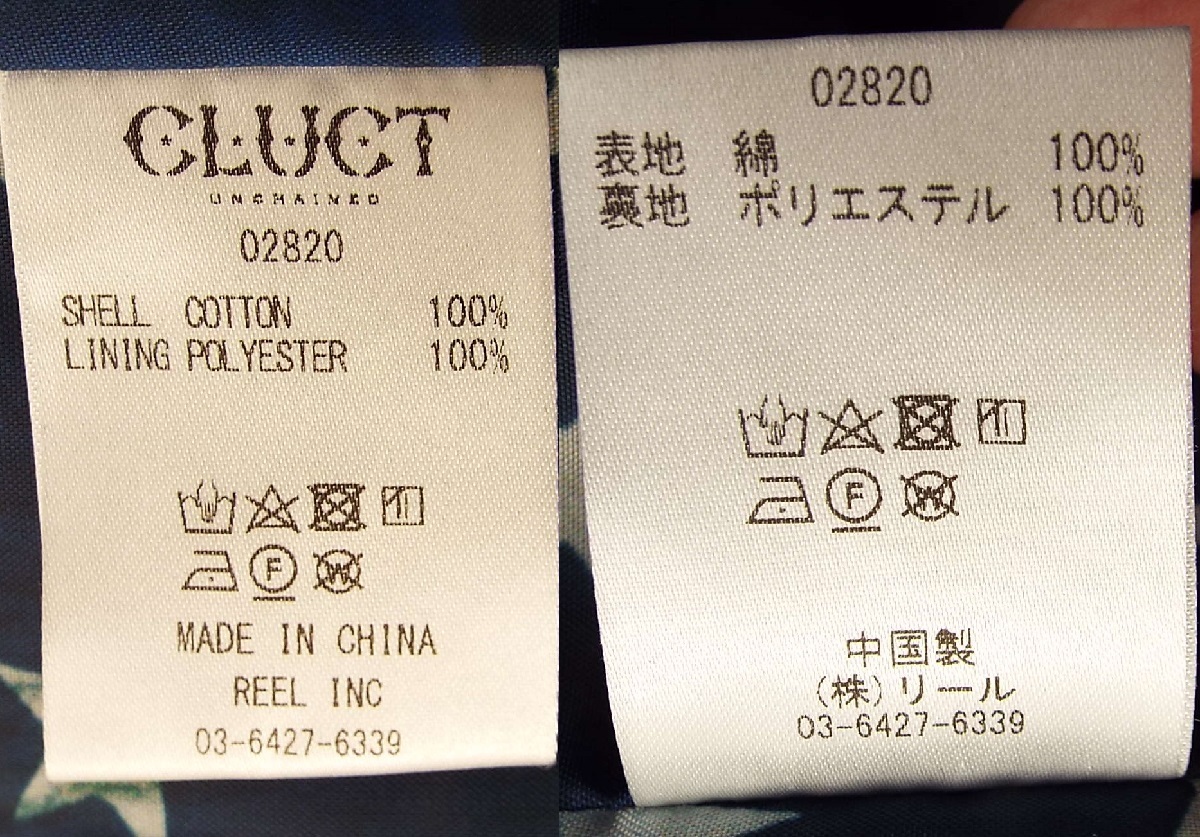 CLUCT
UNCHAINED
02820
SHELL COTTON 100%
LINING POLYESTER 100%
F
W
MADE IN CHINA
REEL INC
03-6427-6339
02820
表地 綿 100%
裏地 ポリエステル 100%
F
W
中国製
(株)リール
03-6427-6339